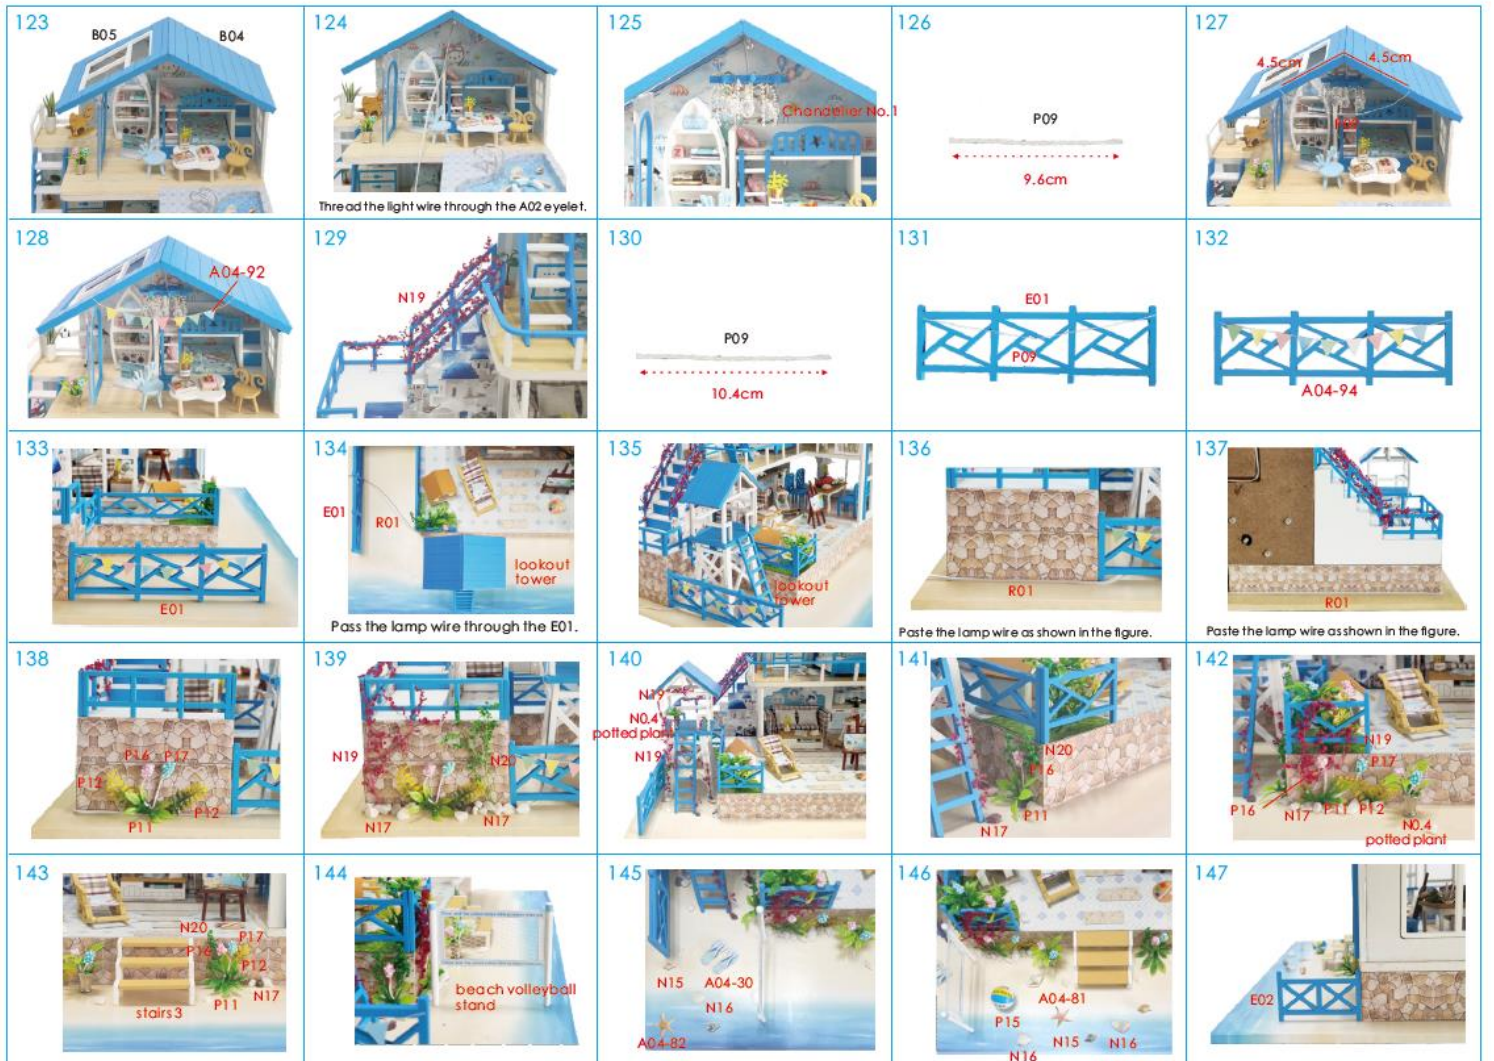 123
B05
B04
124
Thread the light wire through the A02 eyelet.
125
Chandelier No.1
126
P09
9.6cm
127
4.5cm
4.5cm
P09
128
A04-92
129
N19
130
P09
10.4cm
131
E01
P09
132
A04-94
133
E01
134
E01
R01
lookout
tower
Pass the lamp wire through the E01.
135
lookout
tower
136
R01
Paste the lamp wire as shown in the figure.
137
R01
Paste the lamp wire as shown in the figure.
138
P16
P17
P12
P12
P11
139
N19
N20
N17
N17
140
N19
N0.4
potted plant
N19
141
N20
P16
P11
N17
142
N19
P17
P16
N17
P11
P12
N0.4
potted plant
143
N20
P17
P16
P12
N17
P11
stairs3
144
beach volleyball
stand
145
N15
A04-30
N16
A04-82
146
A04-81
P15
N15
N16
N16
147
E02